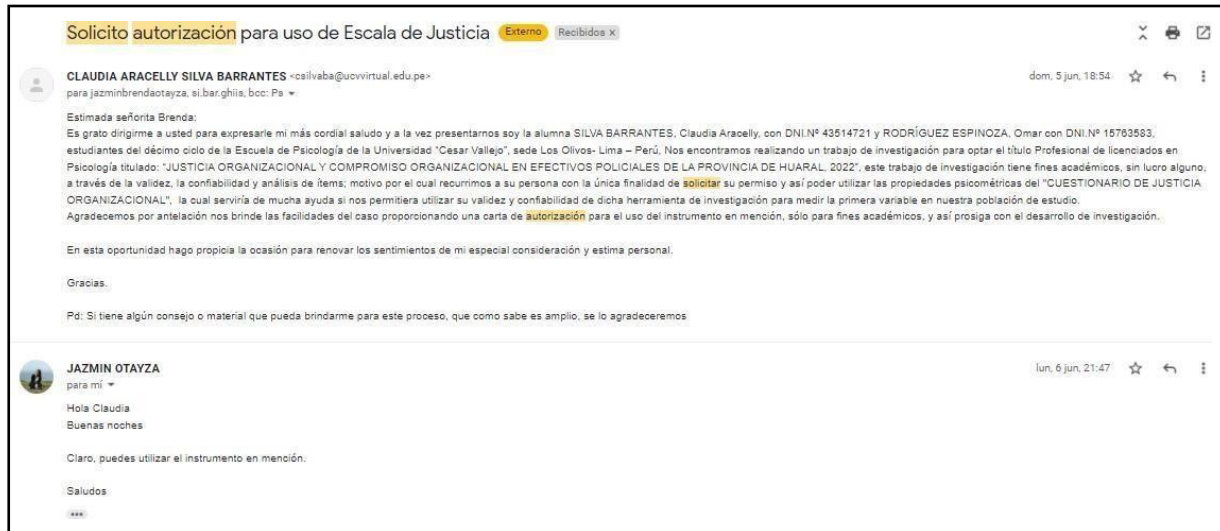 Solicito autorización para uso de Escala de Justicia Externo Recibidos x
CLAUDIA ARACELLY SILVA BARRANTES <csilvaba@ucvvirtual.edu.pe> dom, 5 jun, 18:54
para jazminbrendaotayza, si.bar.ghiis, bcc: Ps
Estimada señorita Brenda:
Es grato dirigirme a usted para expresarle mi más cordial saludo y a la vez presentarnos soy la alumna SILVA BARRANTES, Claudia Aracelly, con DNI.Nº 43514721 y RODRÍGUEZ ESPINOZA, Omar con DNI.Nº 15763583,
estudiantes del décimo ciclo de la Escuela de Psicología de la Universidad "Cesar Vallejo", sede Los Olivos- Lima – Perú, Nos encontramos realizando un trabajo de investigación para optar el título Profesional de licenciados en
Psicología titulado: "JUSTICIA ORGANIZACIONAL Y COMPROMISO ORGANIZACIONAL EN EFECTIVOS POLICIALES DE LA PROVINCIA DE HUARAL, 2022", este trabajo de investigación tiene fines académicos, sin lucro alguno,
a través de la validez, la confiabilidad y análisis de ítems; motivo por el cual recurrimos a su persona con la única finalidad de solicitar su permiso y así poder utilizar las propiedades psicométricas del "CUESTIONARIO DE JUSTICIA
ORGANIZACIONAL", la cual serviría de mucha ayuda si nos permitiera utilizar su validez y confiabilidad de dicha herramienta de investigación para medir la primera variable en nuestra población de estudio.
Agradecemos por antelación nos brinde las facilidades del caso proporcionando una carta de autorización para el uso del instrumento en mención, sólo para fines académicos, y así prosiga con el desarrollo de investigación.
En esta oportunidad hago propicia la ocasión para renovar los sentimientos de mi especial consideración y estima personal.
Gracias.
Pd: Si tiene algún consejo o material que pueda brindarme para este proceso, que como sabe es amplio, se lo agradeceremos
JAZMIN OTAYZA lun, 6 jun, 21:47
para mí
Hola Claudia
Buenas noches
Claro, puedes utilizar el instrumento en mención.
Saludos